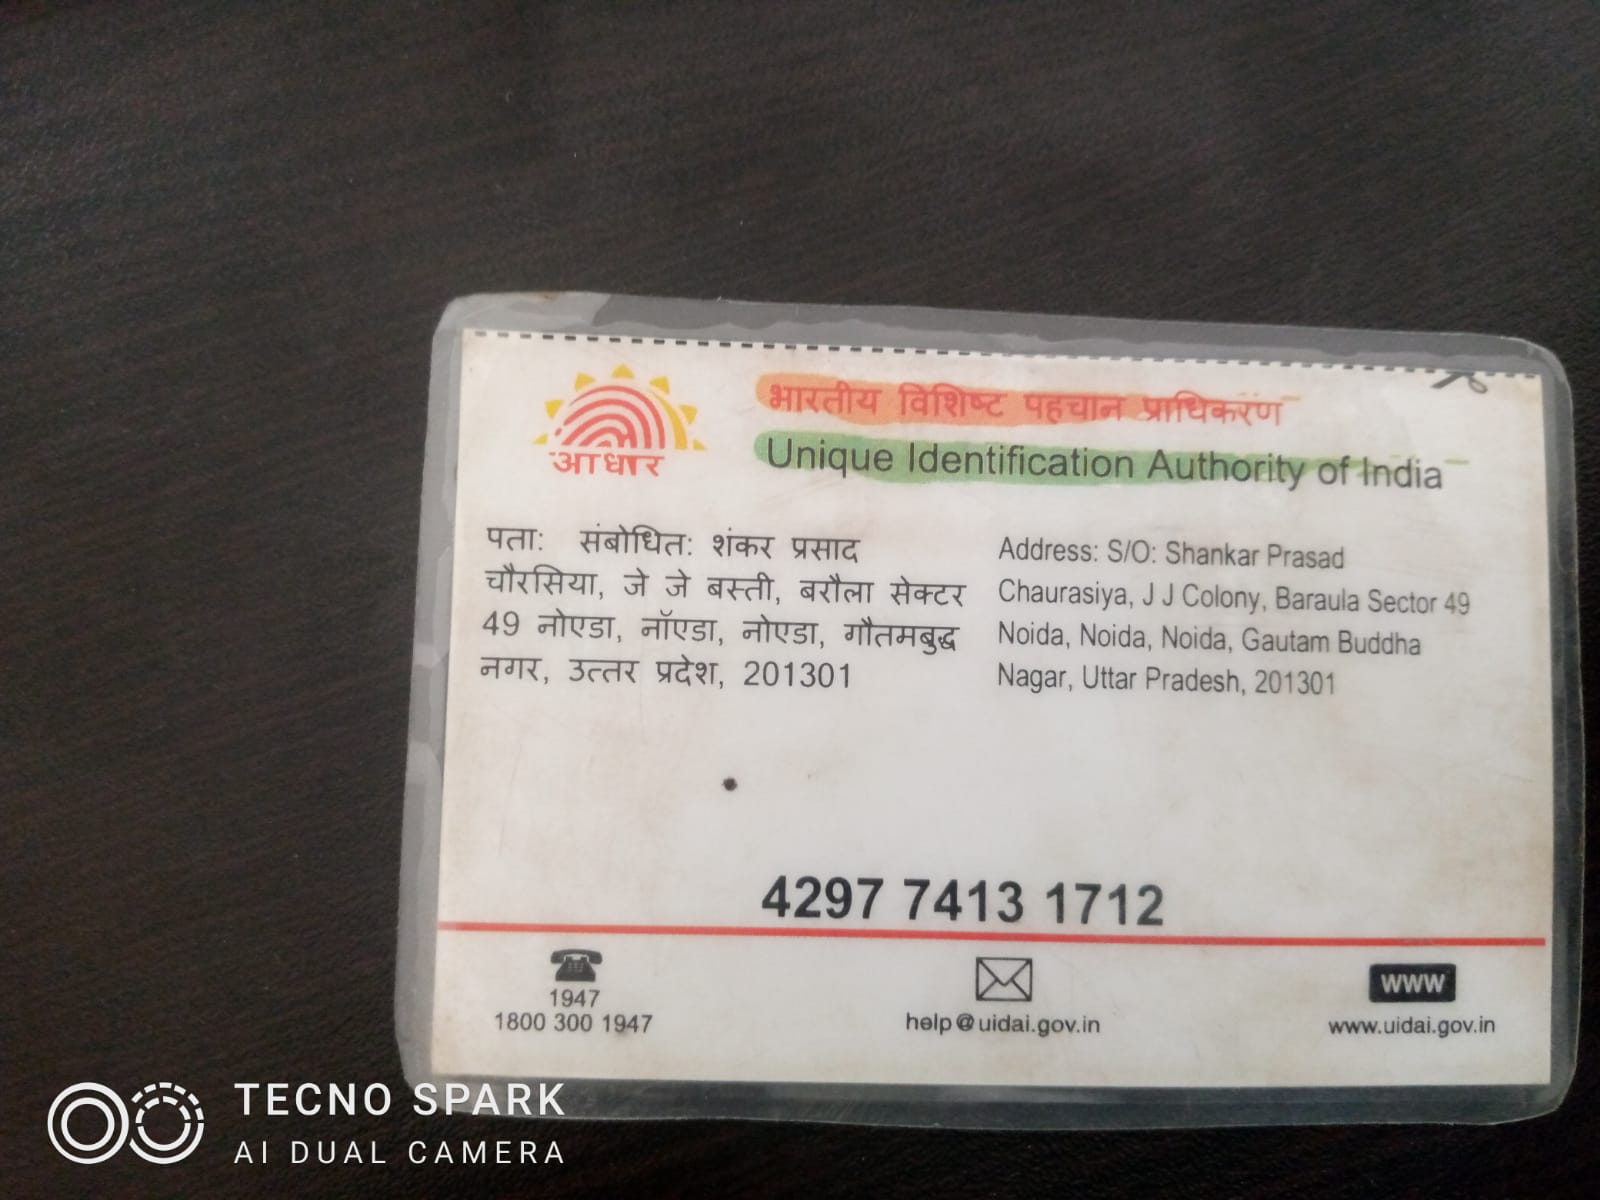 आधार
भारतीय विशिष्ट पहचान प्राधिकरण
Unique Identification Authority of India
पता: संबोधित: शंकर प्रसाद
चौरसिया, जे जे बस्ती, बरौला सेक्टर
49 नोएडा, नॉएडा, नोएडा, गौतमबुद्ध
नगर, उत्तर प्रदेश, 201301
Address: S/O: Shankar Prasad
Chaurasiya, J J Colony, Baraula Sector 49
Noida, Noida, Noida, Gautam Buddha
Nagar, Uttar Pradesh, 201301
4297 7413 1712
1947
1800 300 1947
help@uidai.gov.in
www
www.uidai.gov.in
TECNO SPARK
AI DUAL CAMERA